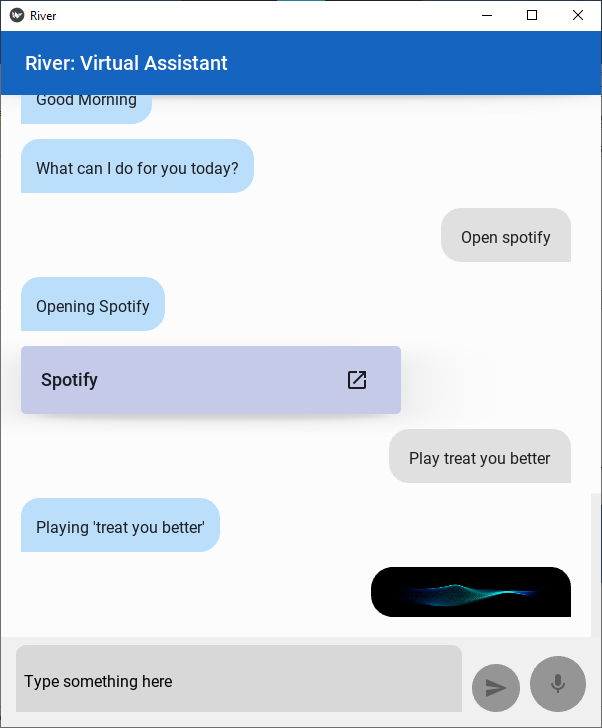 River
River: Virtual Assistant
Good Morning
What can I do for you today?
Open spotify
Opening Spotify
Spotify
Play treat you better
Playing 'treat you better'
Type something here